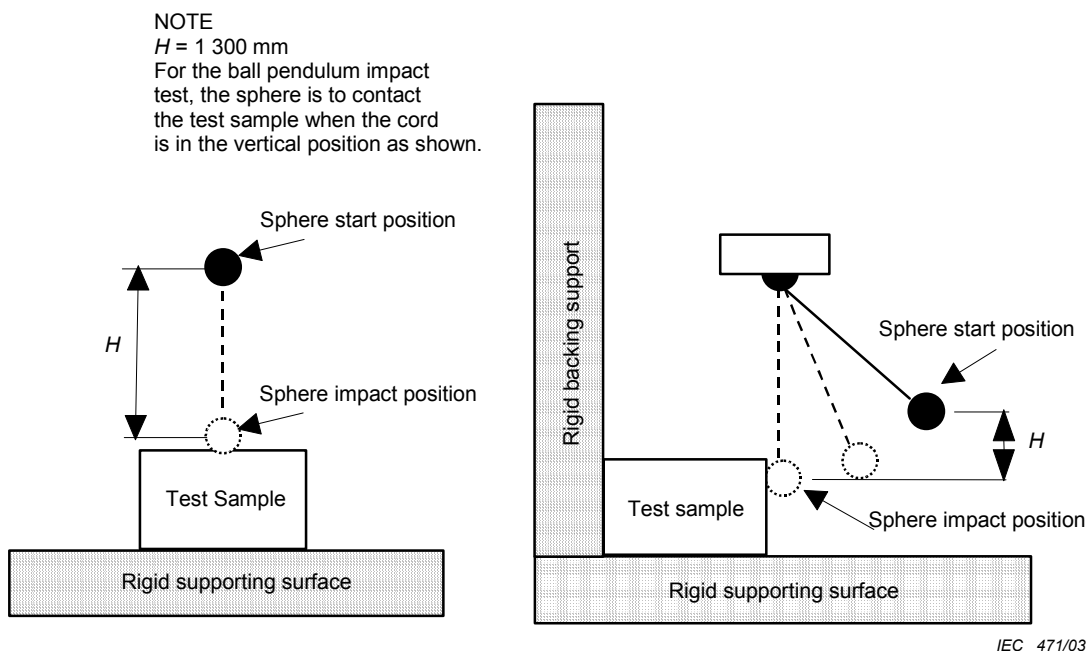 NOTE
H = 1 300 mm
For the ball pendulum impact
test, the sphere is to contact
the test sample when the cord
is in the vertical position as shown.
Sphere start position
H
Sphere impact position
Test Sample
Rigid supporting surface
Rigid backing support
Sphere start position
H
Test sample
Sphere impact position
Rigid supporting surface
IEC 471/03